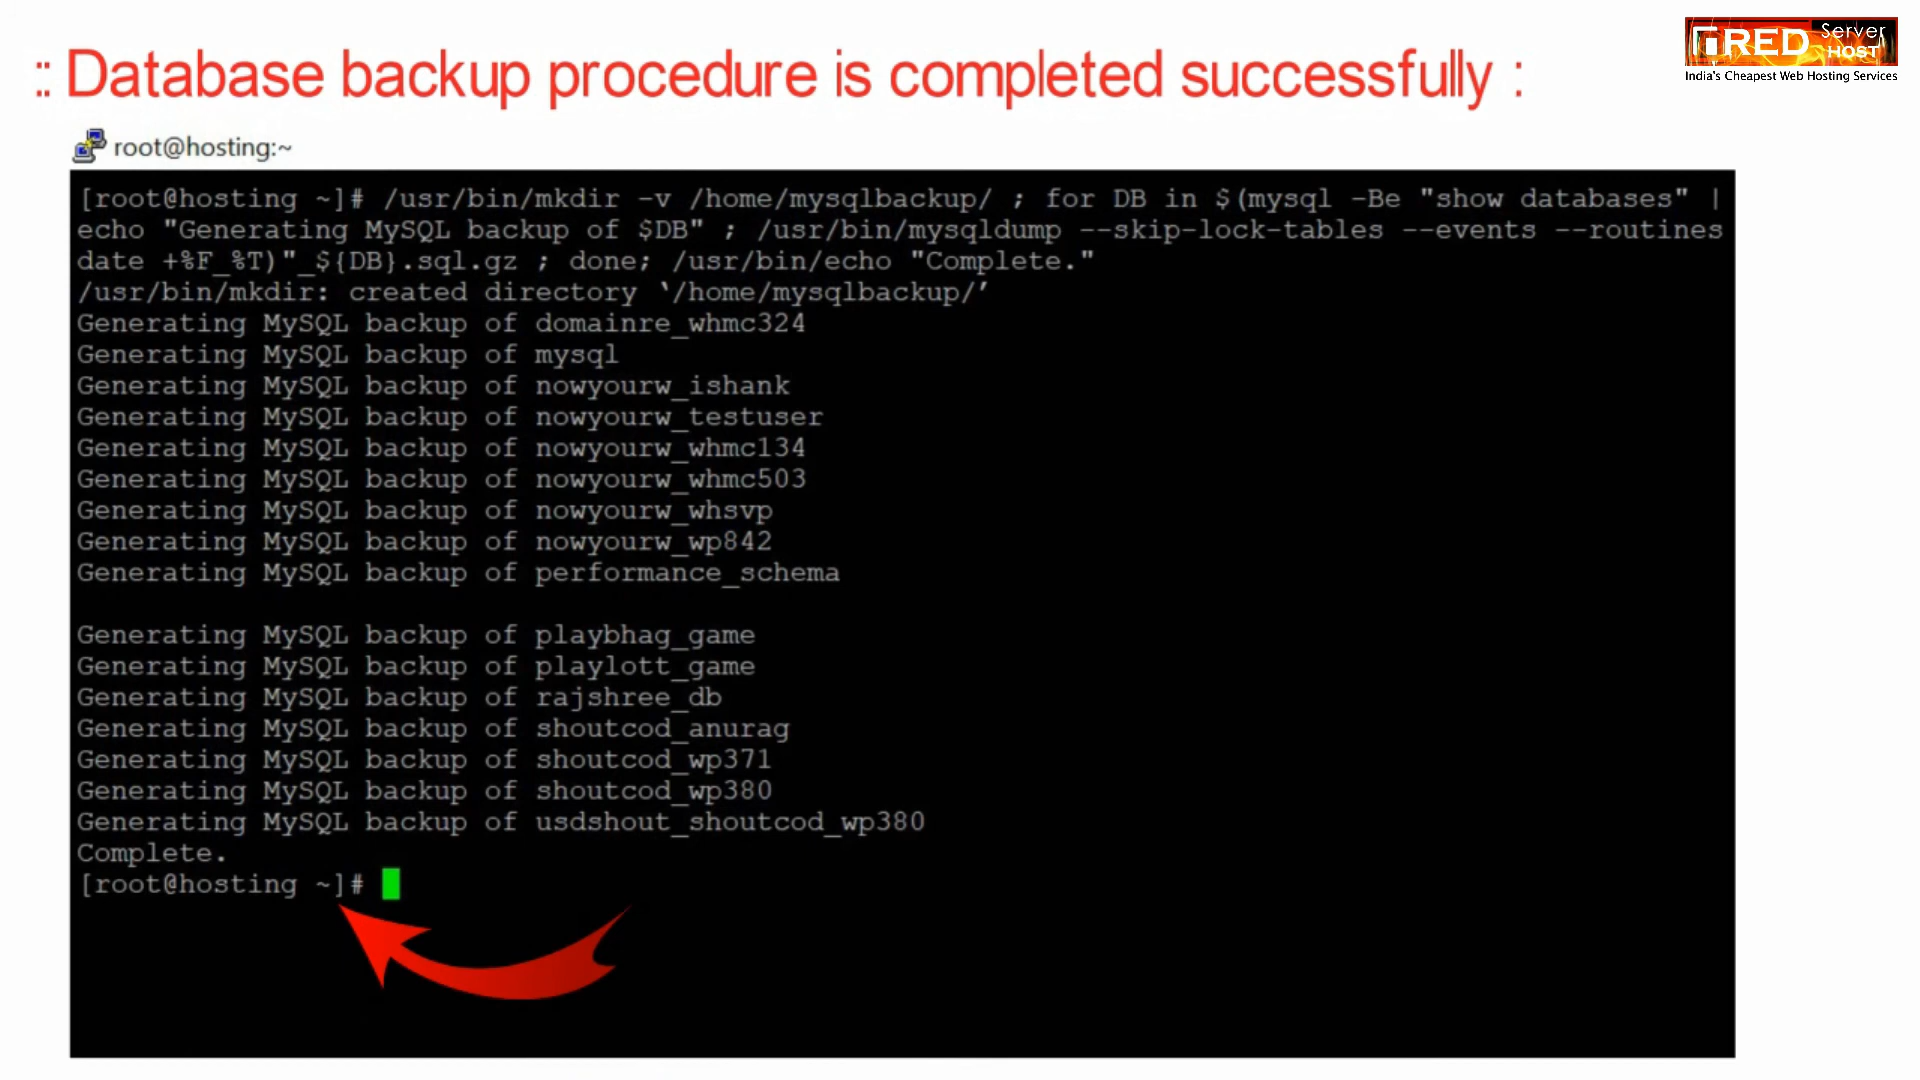 :: Database backup procedure is completed successfully :
RED Server HOST
India's Cheapest Web Hosting Services
root@hosting:~
[root@hosting ~]# /usr/bin/mkdir -v /home/mysqlbackup/ ; for DB in $(mysql -Be "show databases" |
echo "Generating MySQL backup of $DB" ; /usr/bin/mysqldump --skip-lock-tables --events --routines
date +%F_%T)"_${DB}.sql.gz ; done; /usr/bin/echo "Complete."
/usr/bin/mkdir: created directory ‘/home/mysqlbackup/’
Generating MySQL backup of domainre_whmc324
Generating MySQL backup of mysql
Generating MySQL backup of nowyourw_ishank
Generating MySQL backup of nowyourw_testuser
Generating MySQL backup of nowyourw_whmc134
Generating MySQL backup of nowyourw_whmc503
Generating MySQL backup of nowyourw_whsvp
Generating MySQL backup of nowyourw_wp842
Generating MySQL backup of performance_schema
Generating MySQL backup of playbhag_game
Generating MySQL backup of playlott_game
Generating MySQL backup of rajshree_db
Generating MySQL backup of shoutcod_anurag
Generating MySQL backup of shoutcod_wp371
Generating MySQL backup of shoutcod_wp380
Generating MySQL backup of usdshout_shoutcod_wp380
Complete.
[root@hosting ~]#